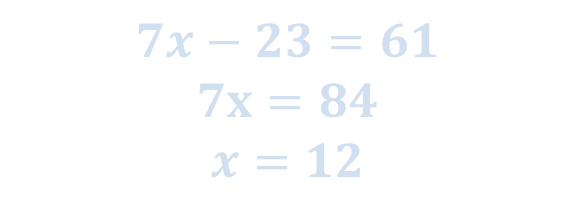 7x − 23 = 61
7x = 84
x = 12